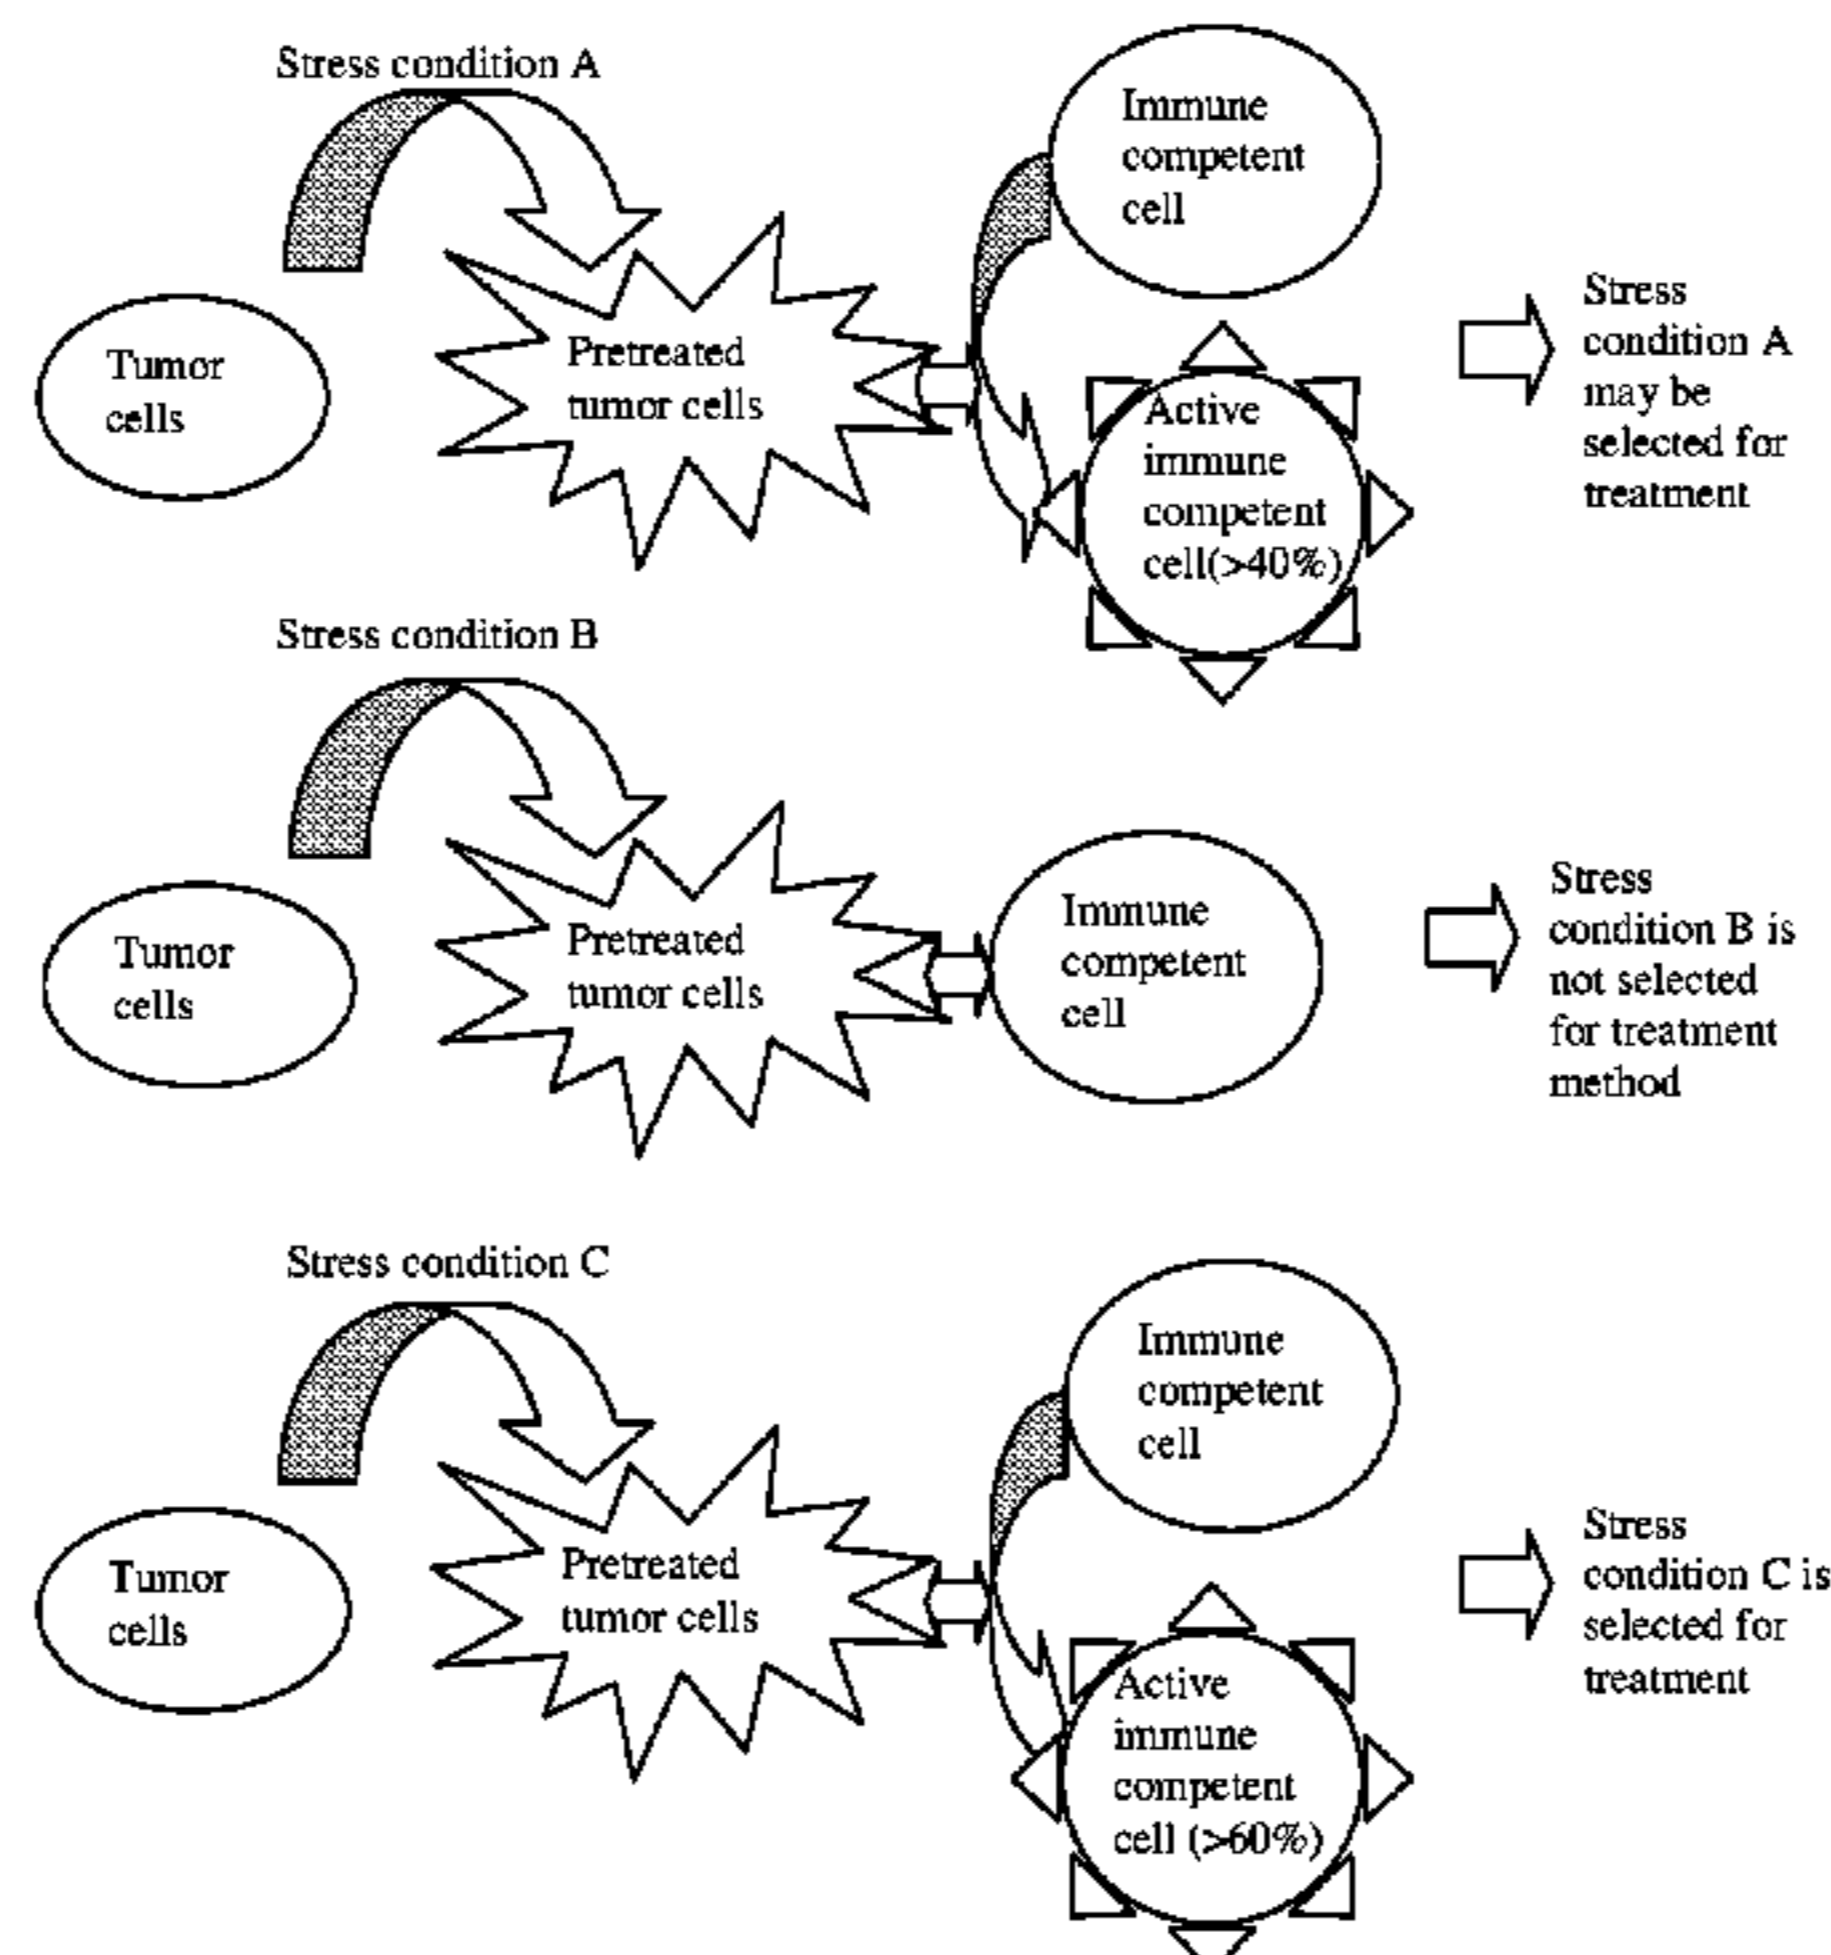 Stress condition A
Immune
competent
cell
Tumor
cells
Pretreated
tumor cells
Active
immune
competent
cell(>40%)
Stress
condition A
may be
selected for
treatment
Stress condition B
Tumor
cells
Pretreated
tumor cells
Immune
competent
cell
Stress
condition B is
not selected
for treatment
method
Stress condition C
Immune
competent
cell
Tumor
cells
Pretreated
tumor cells
Active
immune
competent
cell (>60%)
Stress
condition C is
selected for
treatment